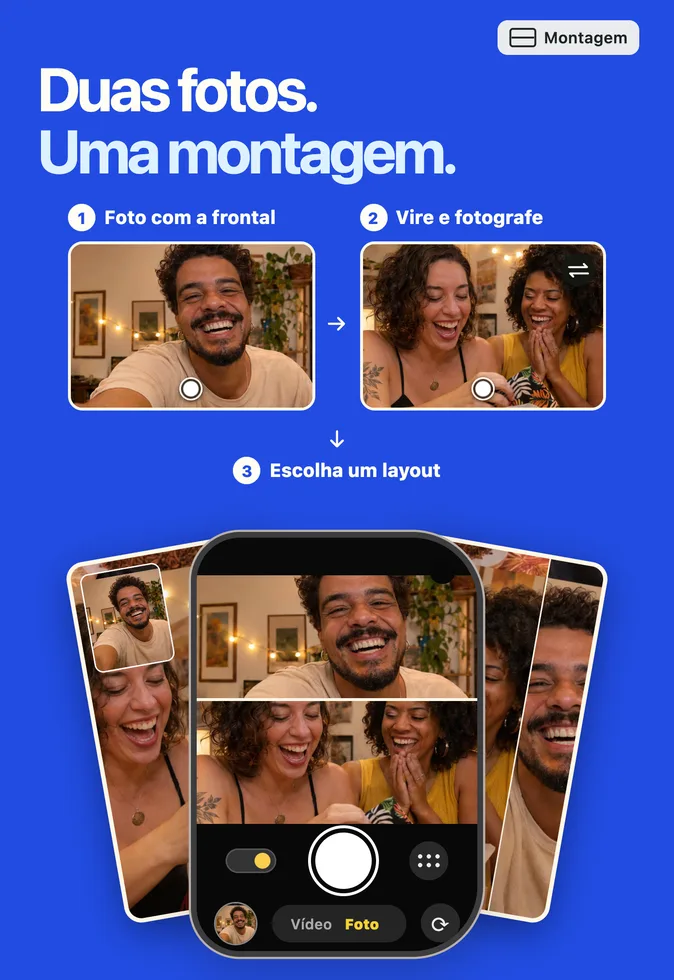 Montagem
Duas fotos.
Uma montagem.
1 Foto com a frontal
2 Vire e fotografe
3 Escolha um layout
Vídeo Foto